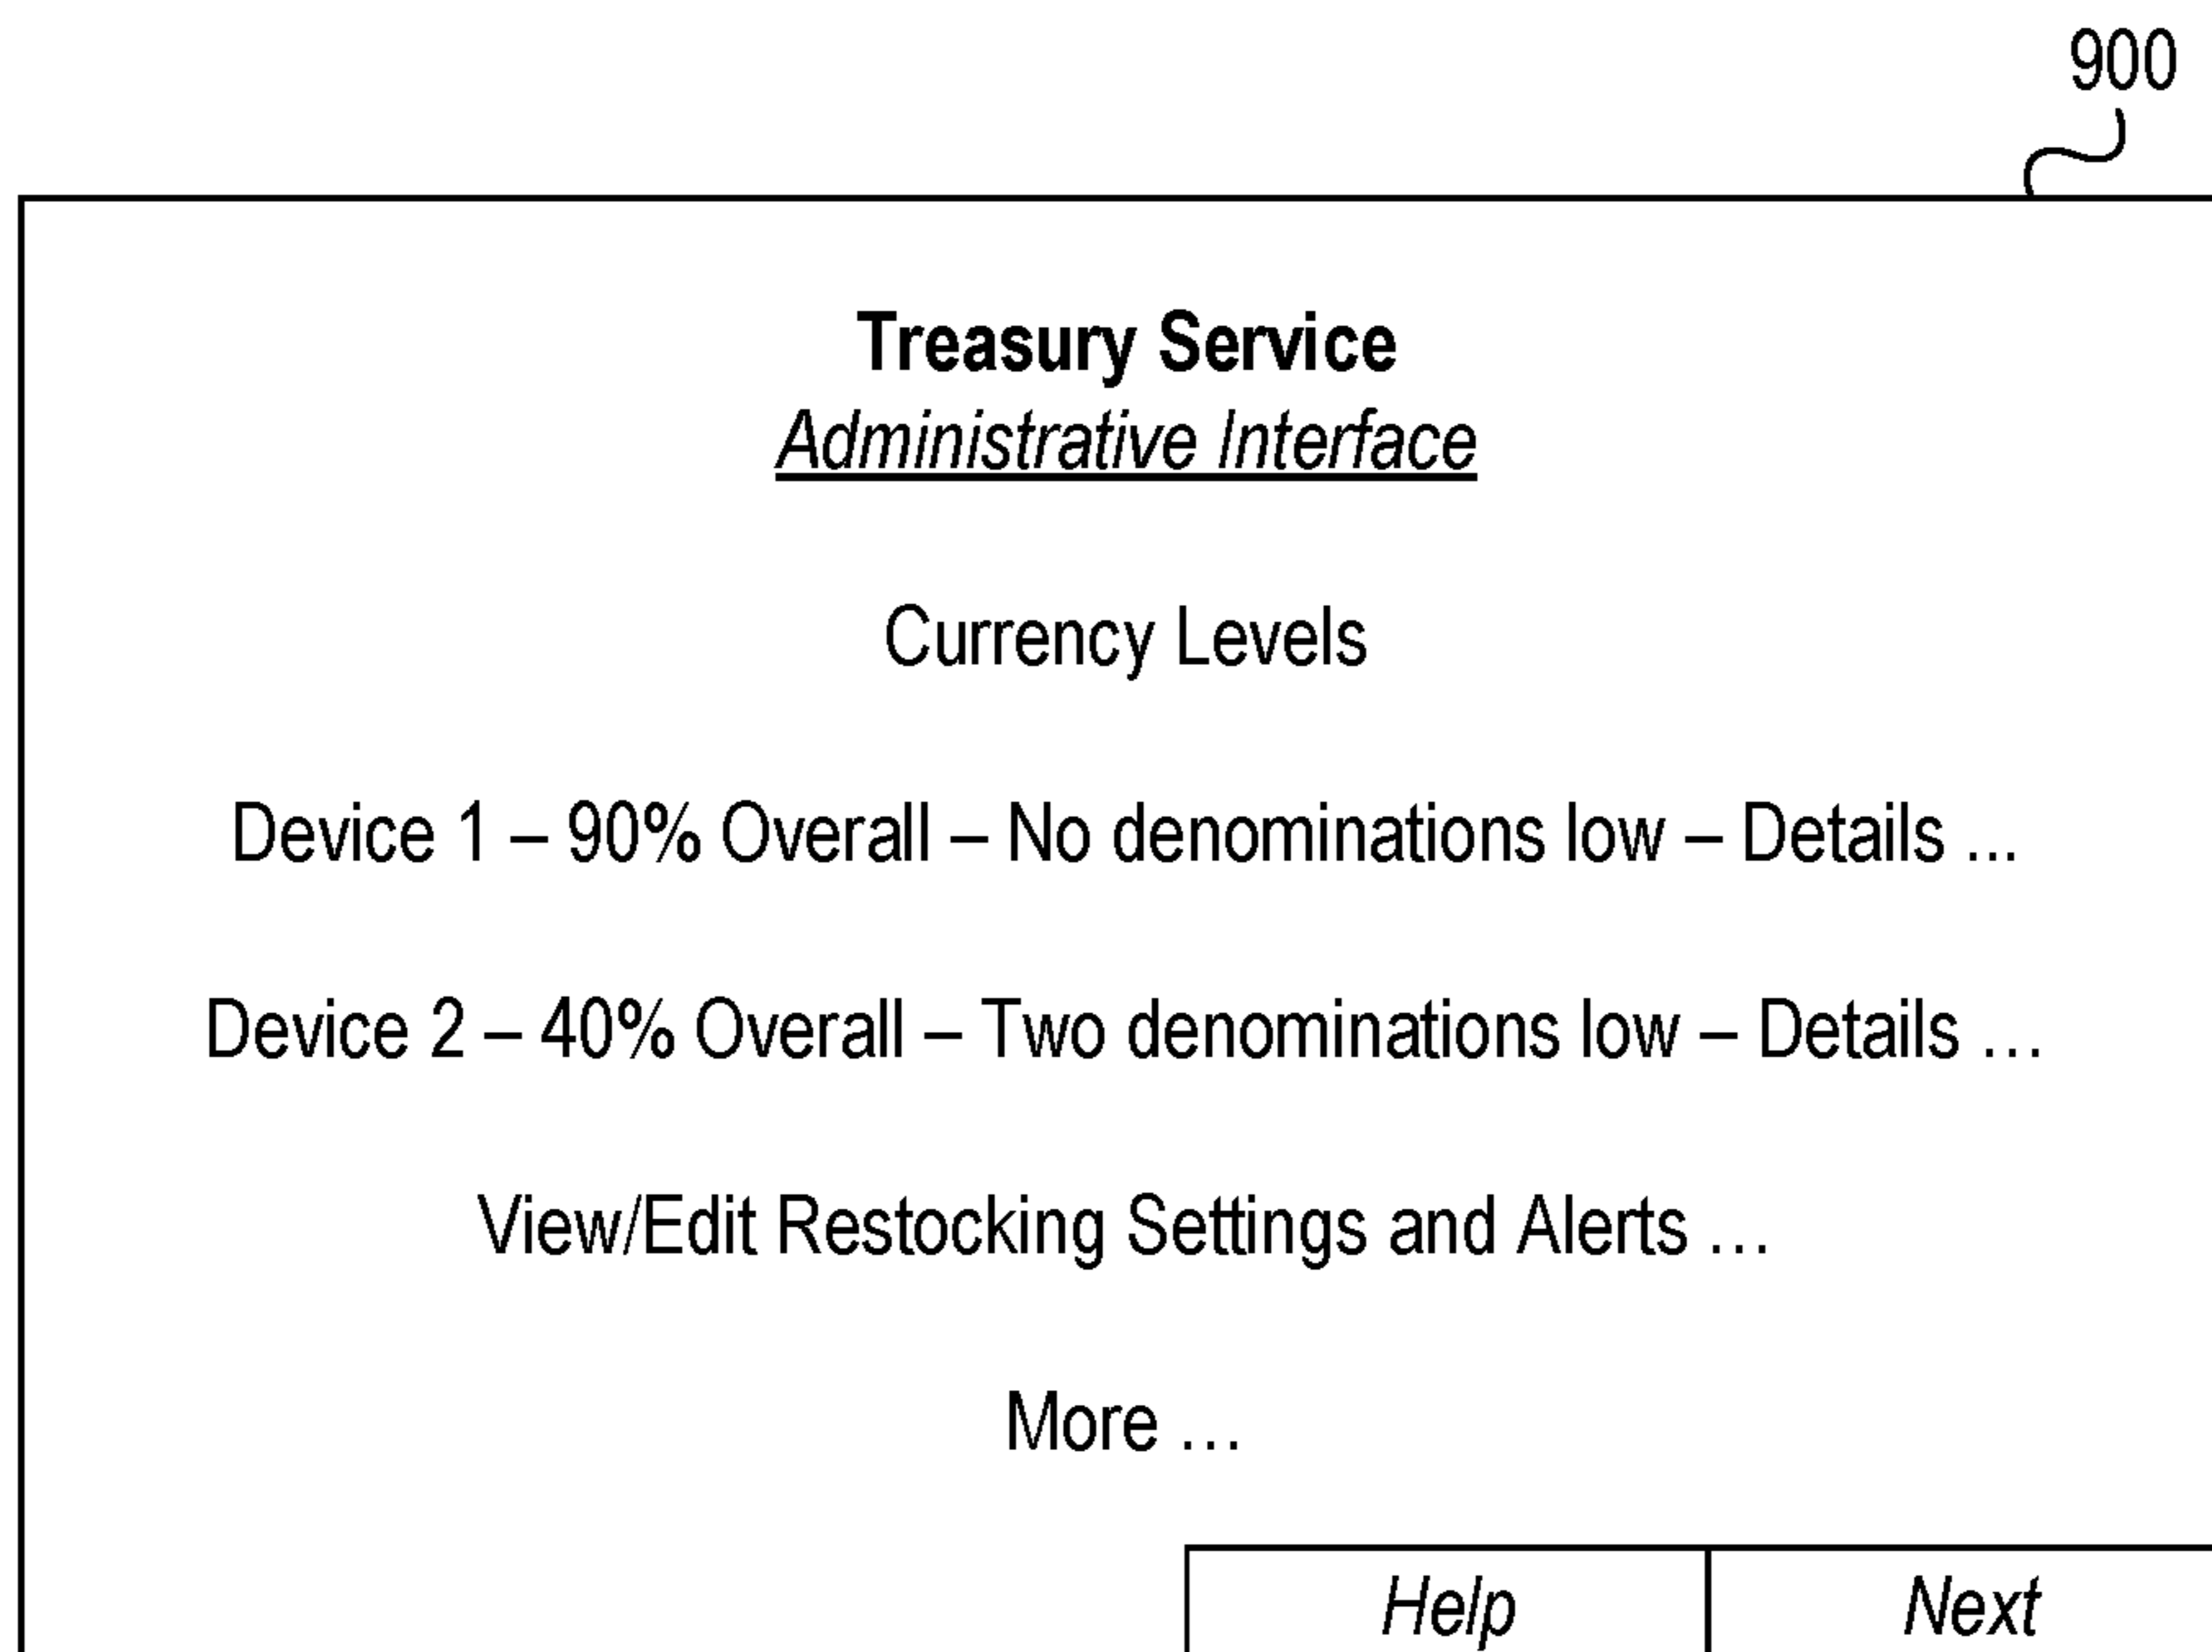 900
Treasury Service
Administrative Interface
Currency Levels
Device 1 – 90% Overall – No denominations low – Details ...
Device 2 – 40% Overall – Two denominations low – Details ...
View/Edit Restocking Settings and Alerts ...
More ...
Help Next